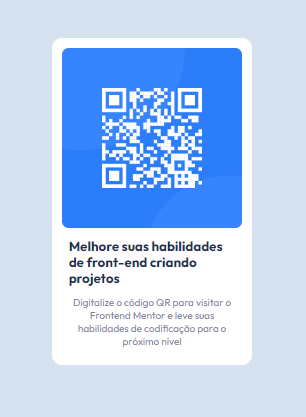 Melhore suas habilidades
de front-end criando
projetos
Digitalize o código QR para visitar o
Frontend Mentor e leve suas
habilidades de codificação para o
próximo nível